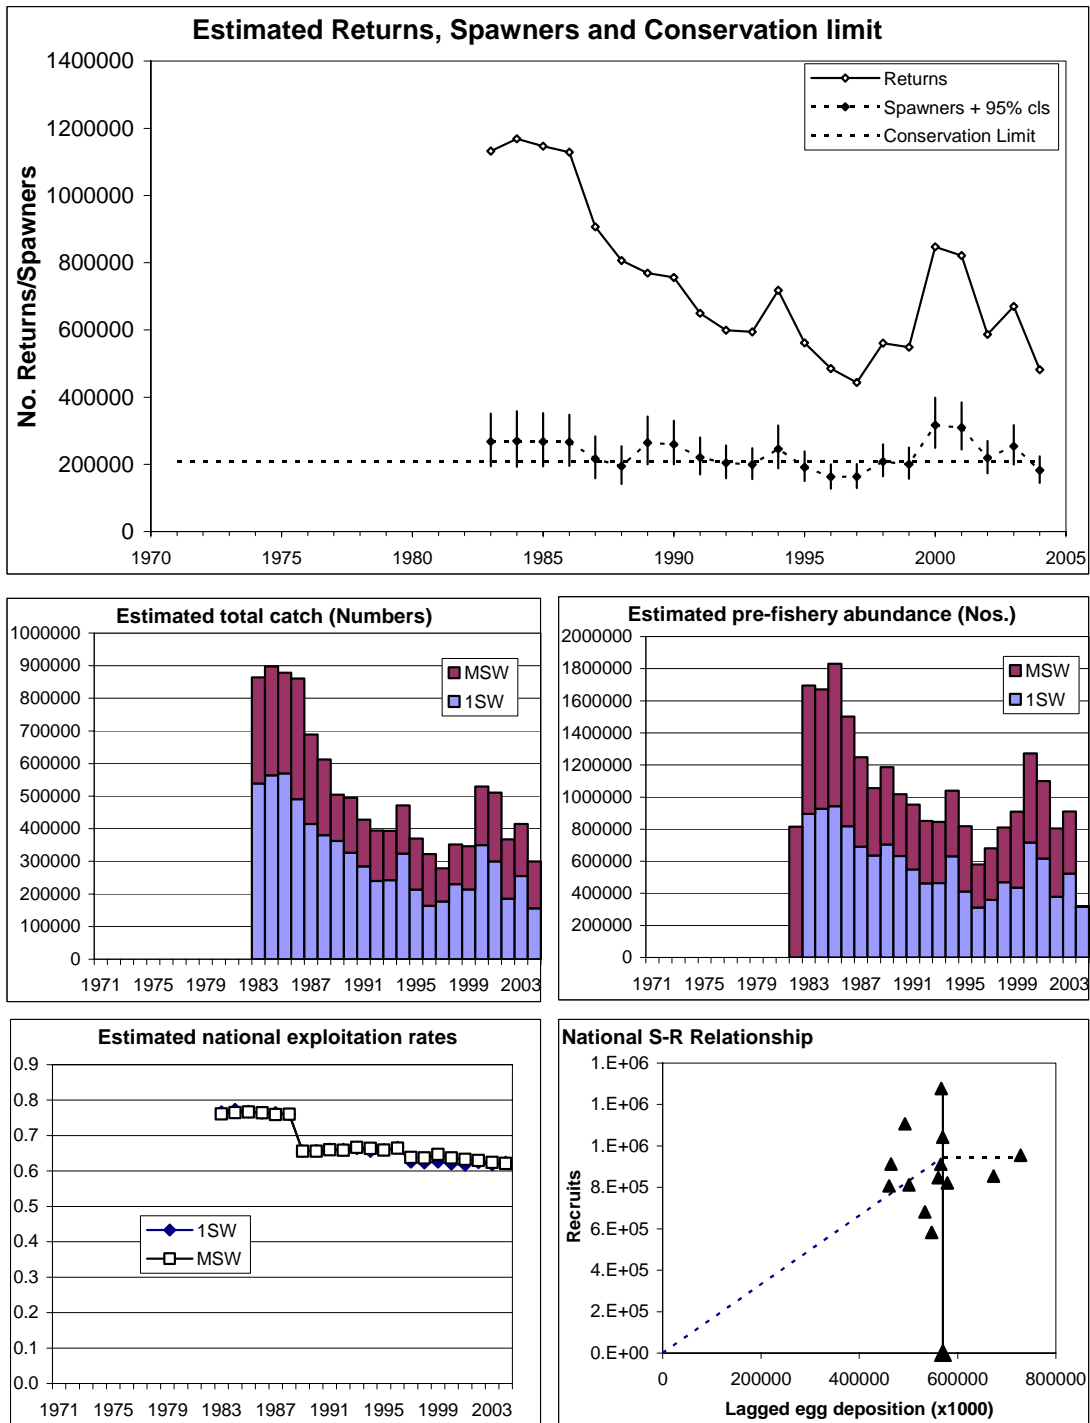 Estimated Returns, Spawners and Conservation limit
No. Returns/Spawners
1400000
1200000
1000000
800000
600000
400000
200000
0
Returns
Spawners + 95% cls
Conservation Limit
1970 1975 1980 1985 1990 1995 2000 2005
Estimated total catch (Numbers)
1000000
900000
800000
700000
600000
500000
400000
300000
200000
100000
0
MSW
1SW
1971 1975 1979 1983 1987 1991 1995 1999 2003
Estimated pre-fishery abundance (Nos.)
2000000
1800000
1600000
1400000
1200000
1000000
800000
600000
400000
200000
0
MSW
1SW
1971 1975 1979 1983 1987 1991 1995 1999 2003
Estimated national exploitation rates
0.9
0.8
0.7
0.6
0.5
0.4
0.3
0.2
0.1
0.0
1SW
MSW
1971 1975 1979 1983 1987 1991 1995 1999 2003
National S-R Relationship
Recruits
1.E+06
1.E+06
1.E+06
8.E+05
6.E+05
4.E+05
2.E+05
0.E+00
0 200000 400000 600000 800000
Lagged egg deposition (x1000)